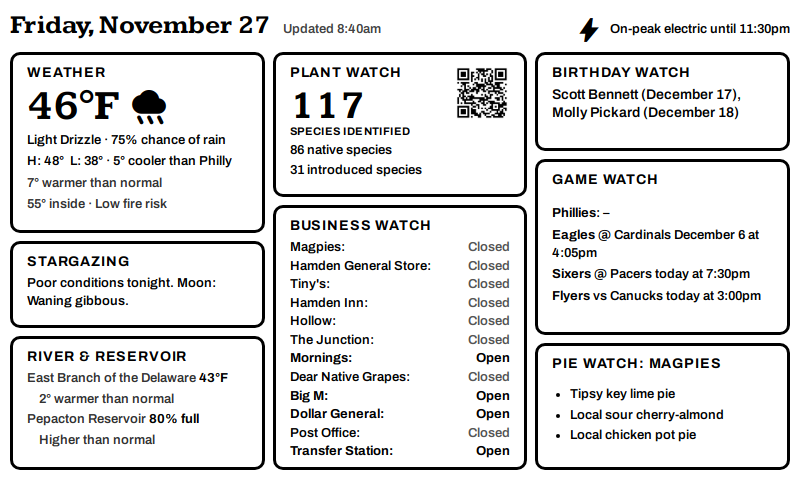 Friday, November 27 Updated 8:40am
On-peak electric until 11:30pm
WEATHER
46°F
Light Drizzle · 75% chance of rain
H: 48° L: 38° · 5° cooler than Philly
7° warmer than normal
55° inside · Low fire risk
STARGAZING
Poor conditions tonight. Moon:
Waning gibbous.
RIVER & RESERVOIR
East Branch of the Delaware 43°F
2° warmer than normal
Pepacton Reservoir 80% full
Higher than normal
PLANT WATCH
117
SPECIES IDENTIFIED
86 native species
31 introduced species
BUSINESS WATCH
Magpies: Closed
Hamden General Store: Closed
Tiny's: Closed
Hamden Inn: Closed
Hollow: Closed
The Junction: Closed
Mornings: Open
Dear Native Grapes: Closed
Big M: Open
Dollar General: Open
Post Office: Closed
Transfer Station: Open
BIRTHDAY WATCH
Scott Bennett (December 17),
Molly Pickard (December 18)
GAME WATCH
Phillies: –
Eagles @ Cardinals December 6 at
4:05pm
Sixers @ Pacers today at 7:30pm
Flyers vs Canucks today at 3:00pm
PIE WATCH: MAGPIES
• Tipsy key lime pie
• Local sour cherry-almond
• Local chicken pot pie